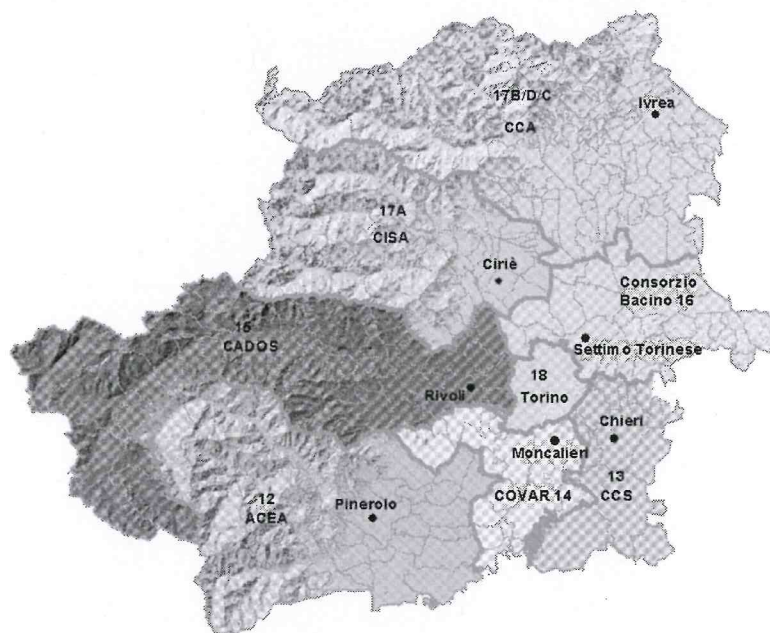 17B/D/C
CCA
Ivrea
17A
CISA
Ciriè
Consorzio
Bacino 16
15
CADOS
Settimo Torinese
Rivoli
18
Torino
Chieri
Moncalieri
12
ACEA
Pinerolo
COVAR 14
13
CCS